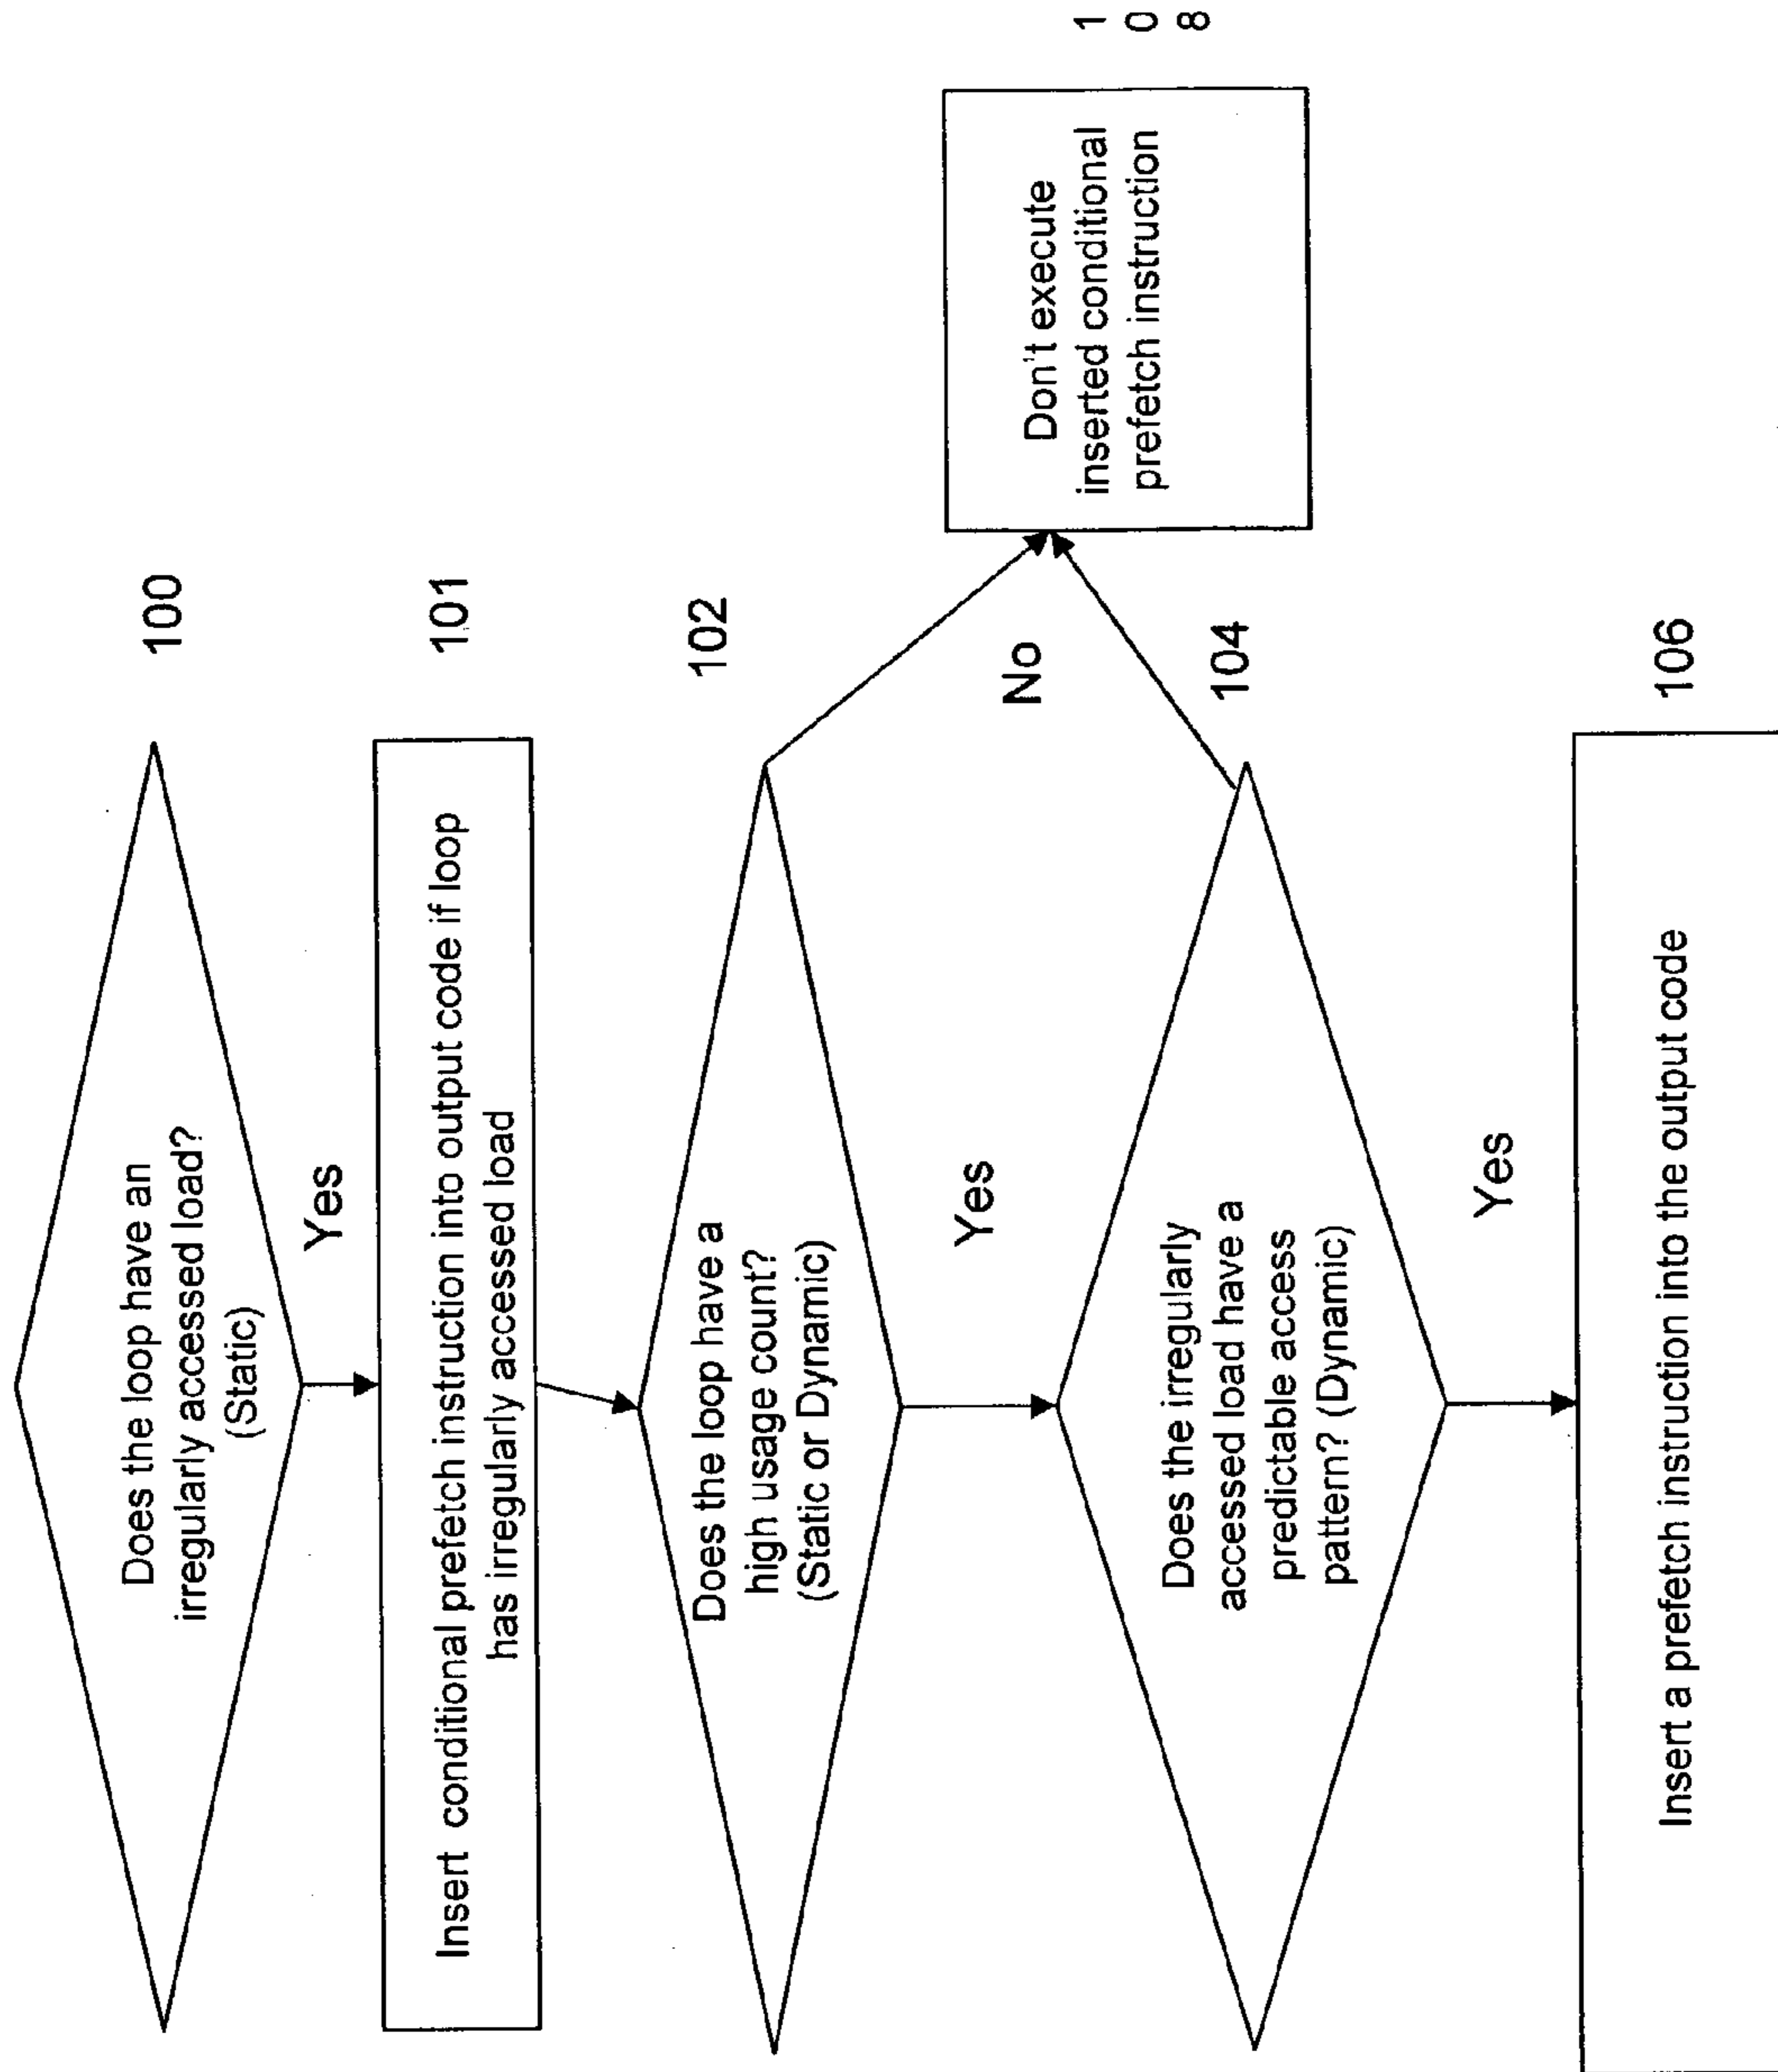 Does the loop have an
irregularly accessed load?
(Static)
100
Yes
Insert conditional prefetch instruction into output code if loop
has irregularly accessed load
101
Does the loop have a
high usage count?
(Static or Dynamic)
102
Yes
No
Does the irregularly
accessed load have a
predictable access
pattern? (Dynamic)
104
Don't execute
inserted conditional
prefetch instruction
1
0
8
Yes
Insert a prefetch instruction into the output code
106